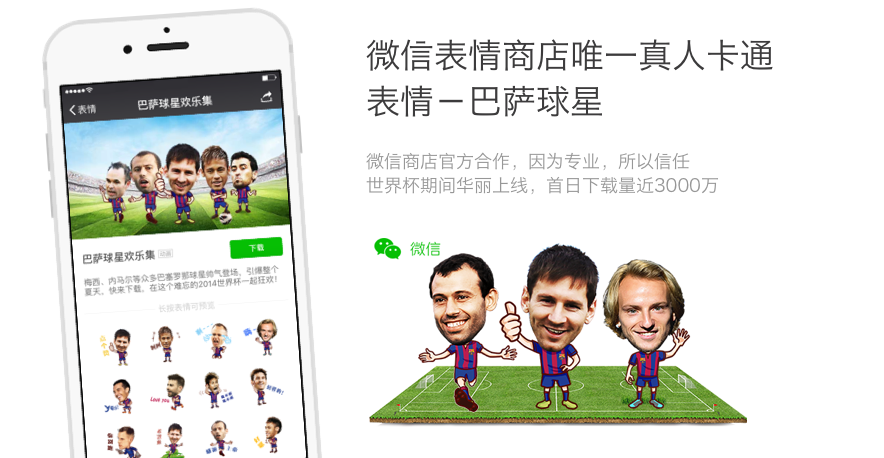 表情
巴萨球星欢乐集
巴萨球星欢乐集
下载
梅西、内马尔等众多巴塞罗那球星帅气登场，引爆整个
夏天，快来下载，在这个难忘的2014世界杯一起狂欢！
长按表情可预览
Love you
微信表情商店唯一真人卡通
表情－巴萨球星
微信商店官方合作，因为专业，所以信任
世界杯期间华丽上线，首日下载量近3000万
微信